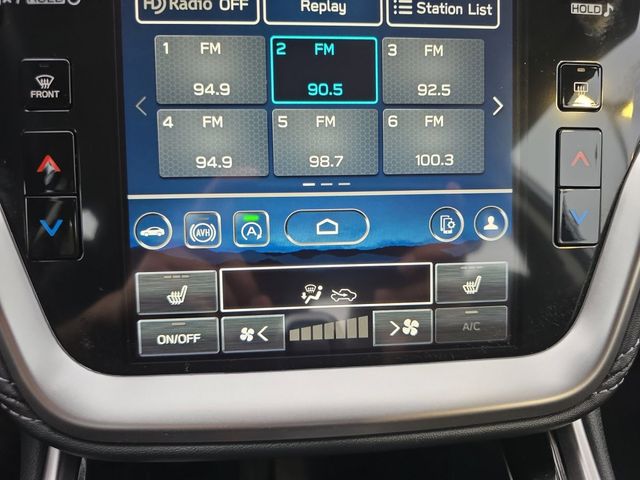 HOLD
HD Radio OFF
Replay
Station List
HOLD
1 FM
94.9
2 FM
90.5
3 FM
92.5
4 FM
94.9
5 FM
98.7
6 FM
100.3
FRONT
AVH
A
ON/OFF
A/C